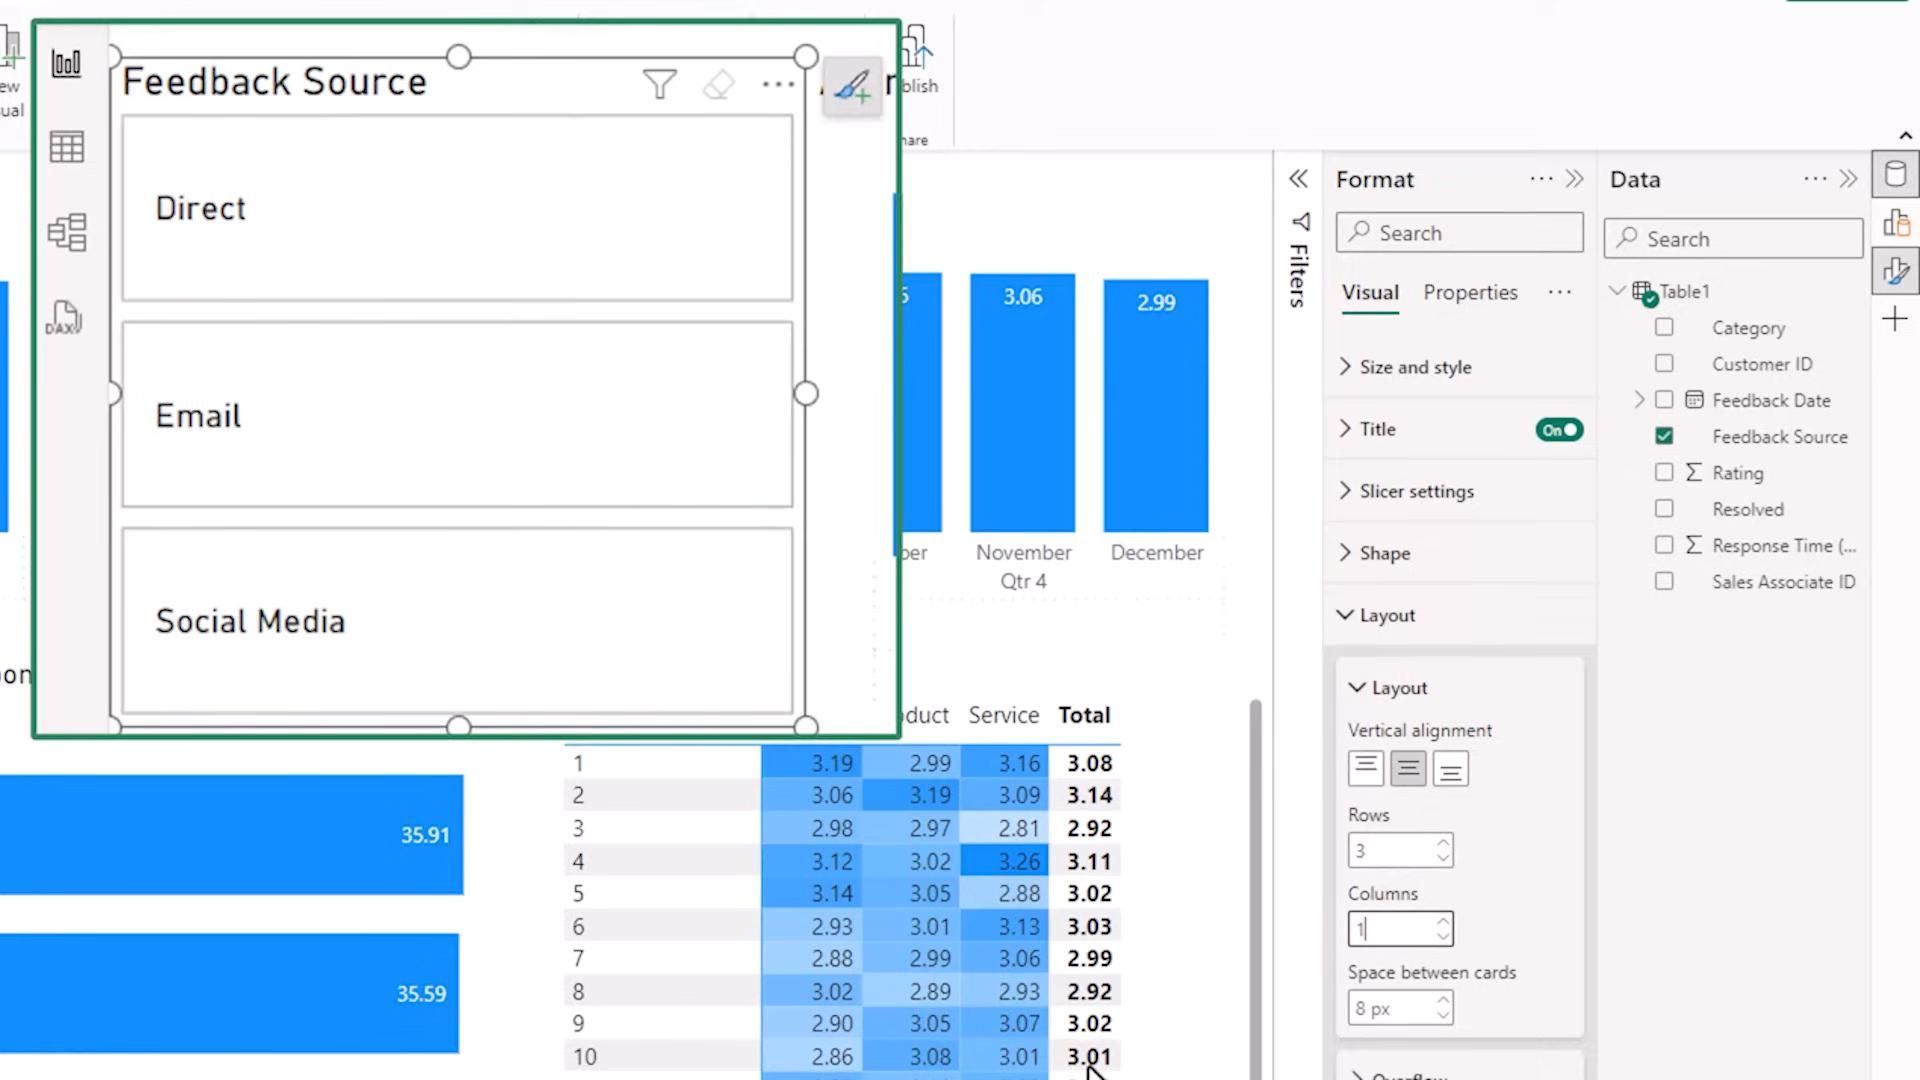 ew
ual
blish
hare
Feedback Source
Direct
Email
Social Media
DAX
3.06
2.99
ber
November
December
Qtr 4
35.91
35.59
oduct Service Total
1 3.19 2.99 3.16 3.08
2 3.06 3.19 3.09 3.14
3 2.98 2.97 2.81 2.92
4 3.12 3.02 3.26 3.11
5 3.14 3.05 2.88 3.02
6 2.93 3.01 3.13 3.03
7 2.88 2.99 3.06 2.99
8 3.02 2.89 2.93 2.92
9 2.90 3.05 3.07 3.02
10 2.86 3.08 3.01 3.01
Filters
Format
Search
Visual Properties
Size and style
Title On
Slicer settings
Shape
Layout
Layout
Vertical alignment
Rows
3
Columns
1
Space between cards
8 px
Overflow
Data
Search
Table1
Category
Customer ID
Feedback Date
Feedback Source
Rating
Resolved
Response Time (...
Sales Associate ID